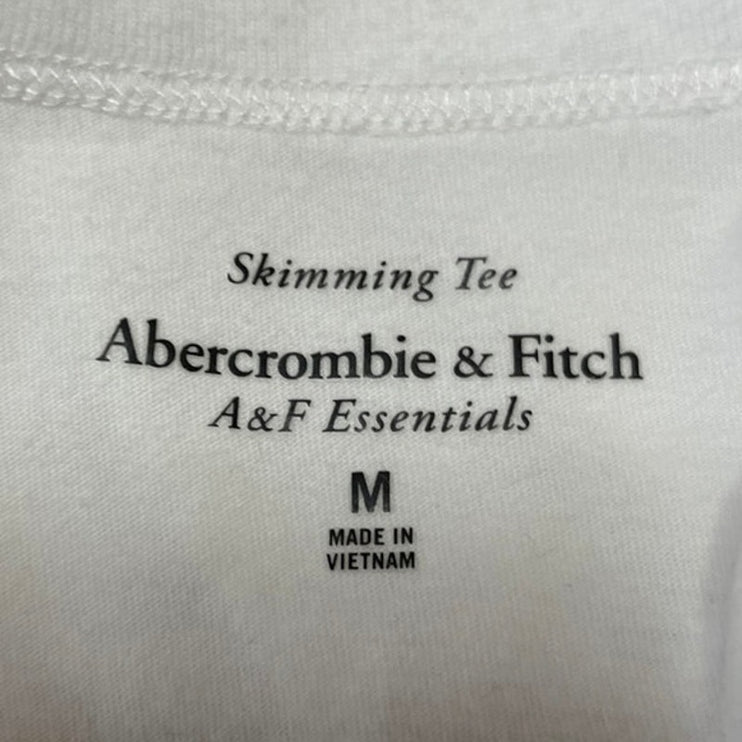 Skimming Tee
Abercrombie & Fitch
A&F Essentials
M
MADE IN
VIETNAM